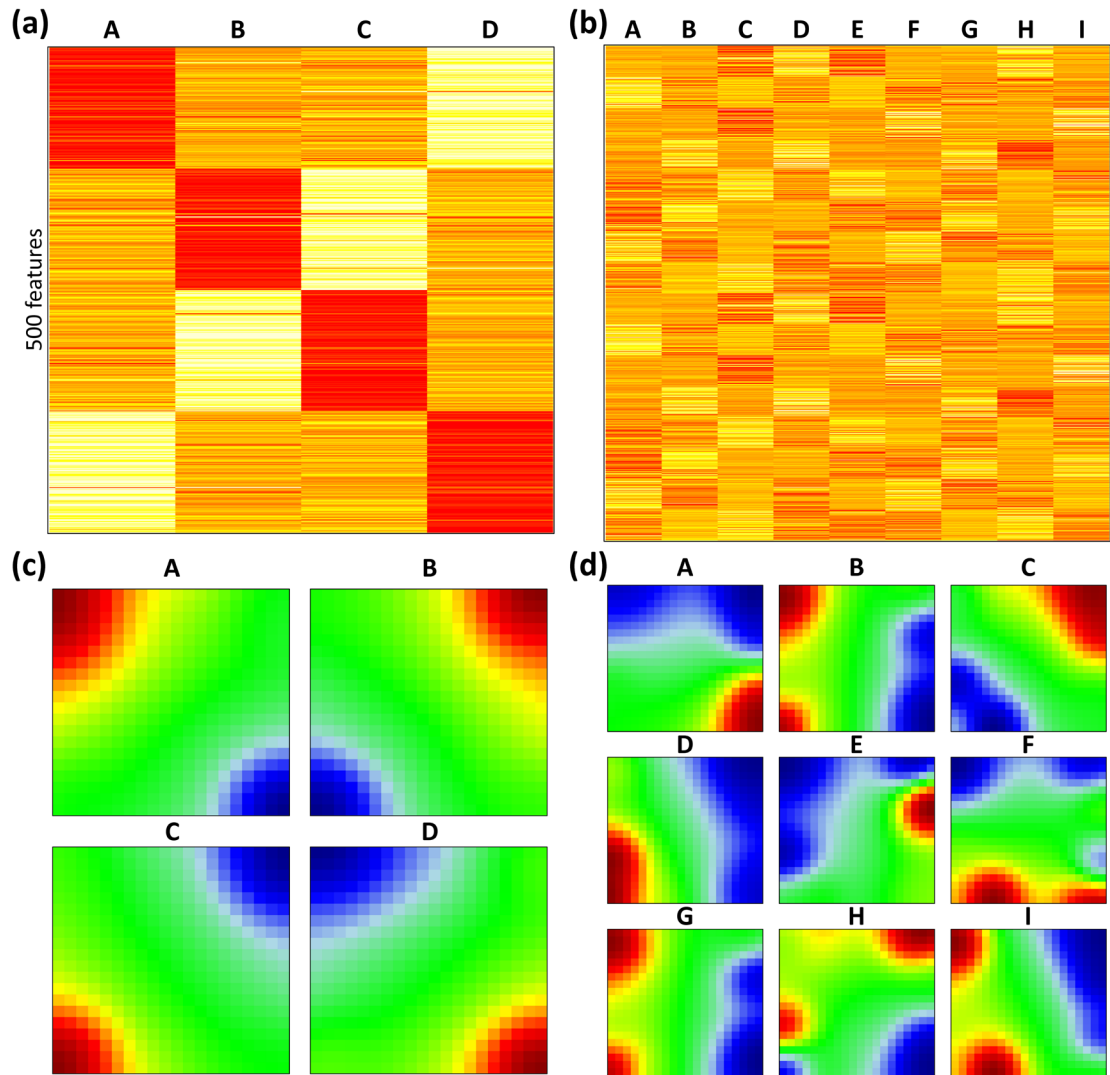 (a)
A B C D
500 features
(b)
A B C D E F G H I
(c)
A B
C D
(d)
A B C
D E F
G H I